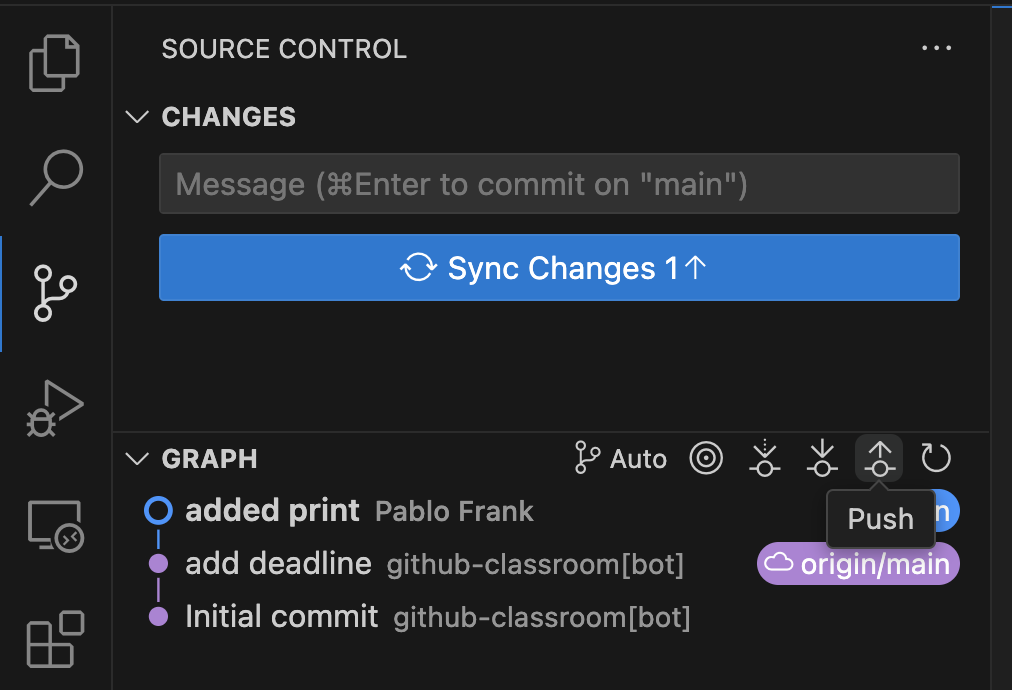 SOURCE CONTROL
CHANGES
Message (⌘Enter to commit on "main")
Sync Changes 1↑
GRAPH
Auto
added print Pablo Frank
Push
add deadline github-classroom[bot]
origin/main
Initial commit github-classroom[bot]